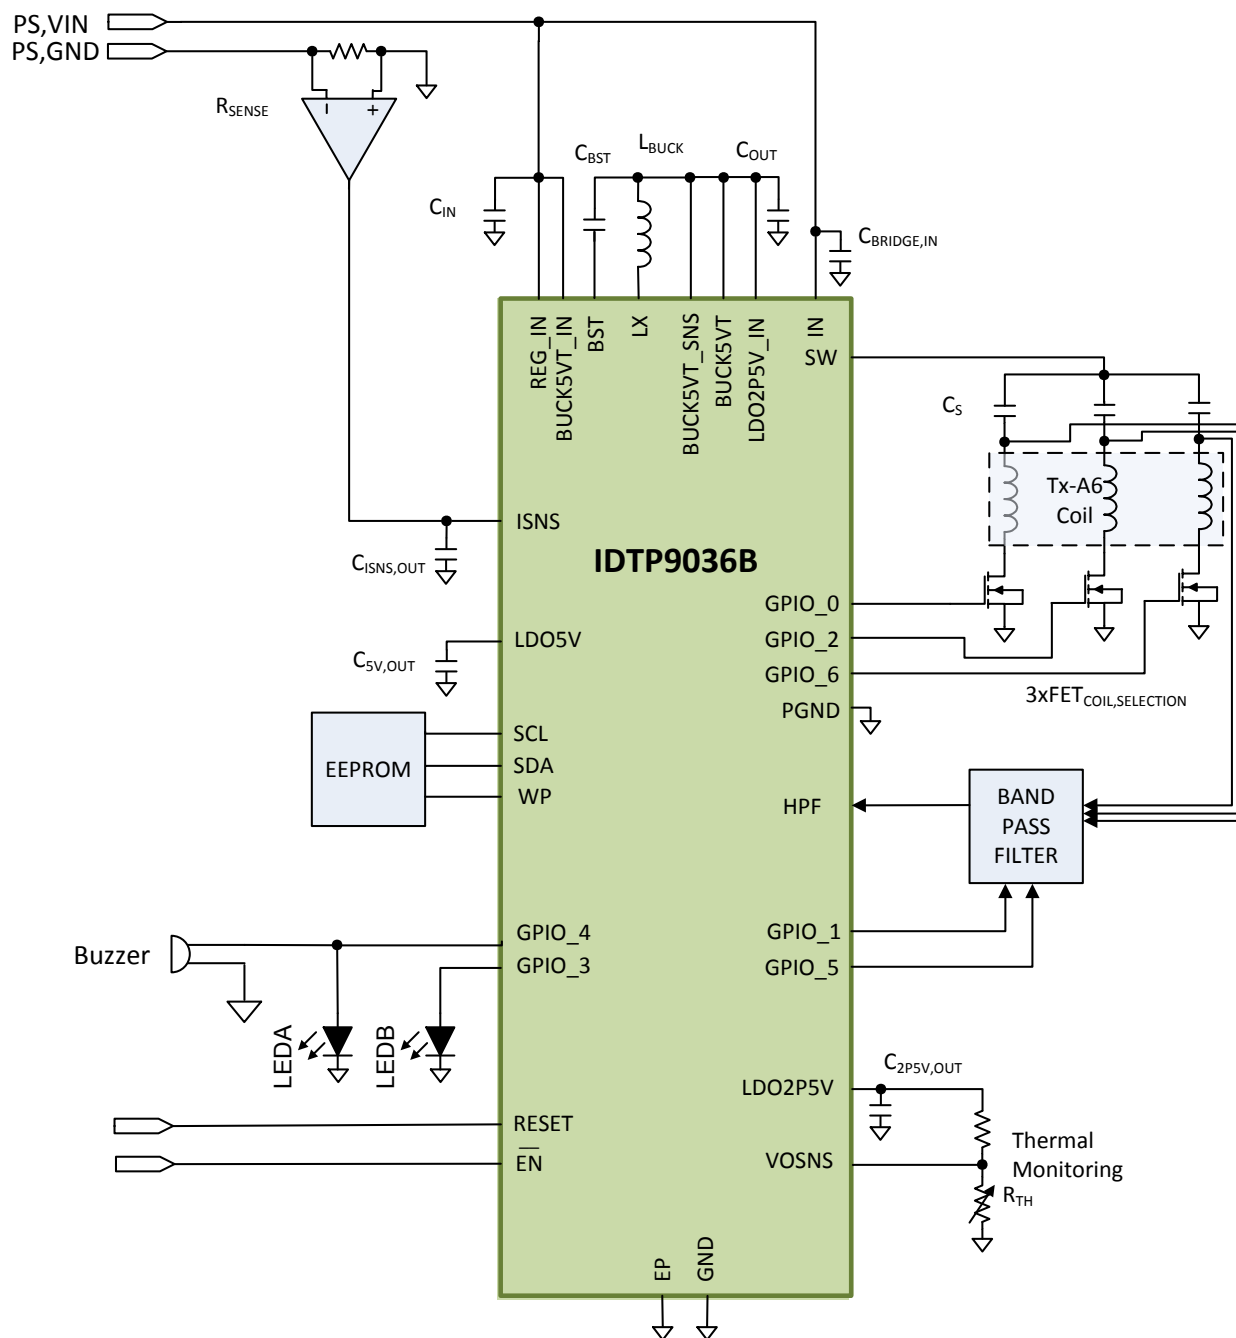 PS,VIN
PS,GND
RSENSE
− +
CIN
CBST
LBUCK
COUT
CBRIDGE,IN
REG_IN
BUCK5VT_IN
BST
LX
BUCK5VT_SNS
BUCK5VT
LDO2P5V_IN
IN
SW
CS
Tx-A6
Coil
ISNS
CISNS,OUT
IDTP9036B
GPIO_0
GPIO_2
GPIO_6
PGND
3xFETCOIL,SELECTION
LDO5V
C5V,OUT
EEPROM
SCL
SDA
WP
HPF
BAND
PASS
FILTER
Buzzer
GPIO_4
GPIO_3
GPIO_1
GPIO_5
LEDA
LEDB
LDO2P5V
C2P5V,OUT
RESET
EN
VOSNS
Thermal
Monitoring
RTH
EP
GND